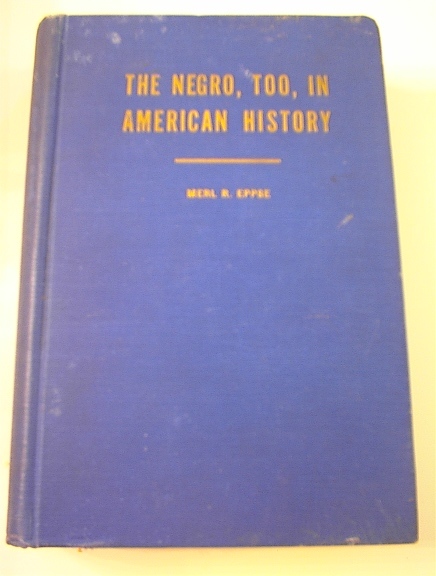 THE NEGRO, TOO, IN
AMERICAN HISTORY
MERL R. EPPSE